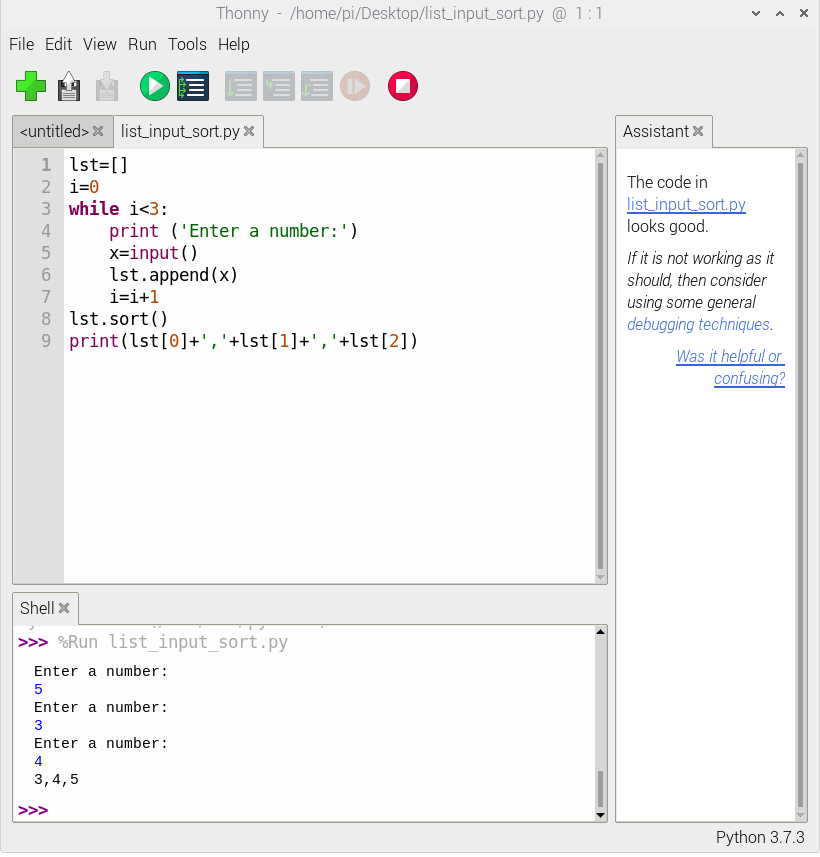 Thonny - /home/pi/Desktop/list_input_sort.py @ 1 : 1
File Edit View Run Tools Help
<untitled> list_input_sort.py
1 lst=[]
2 i=0
3 while i<3:
4     print ('Enter a number:')
5     x=input()
6     lst.append(x)
7     i=i+1
8 lst.sort()
9 print(lst[0]+','+lst[1]+','+lst[2])
Assistant
The code in
list_input_sort.py
looks good.
If it is not working as it
should, then consider
using some general
debugging techniques.
Was it helpful or
confusing?
Shell
>>> %Run list_input_sort.py
Enter a number:
5
Enter a number:
3
Enter a number:
4
3,4,5
>>>
Python 3.7.3